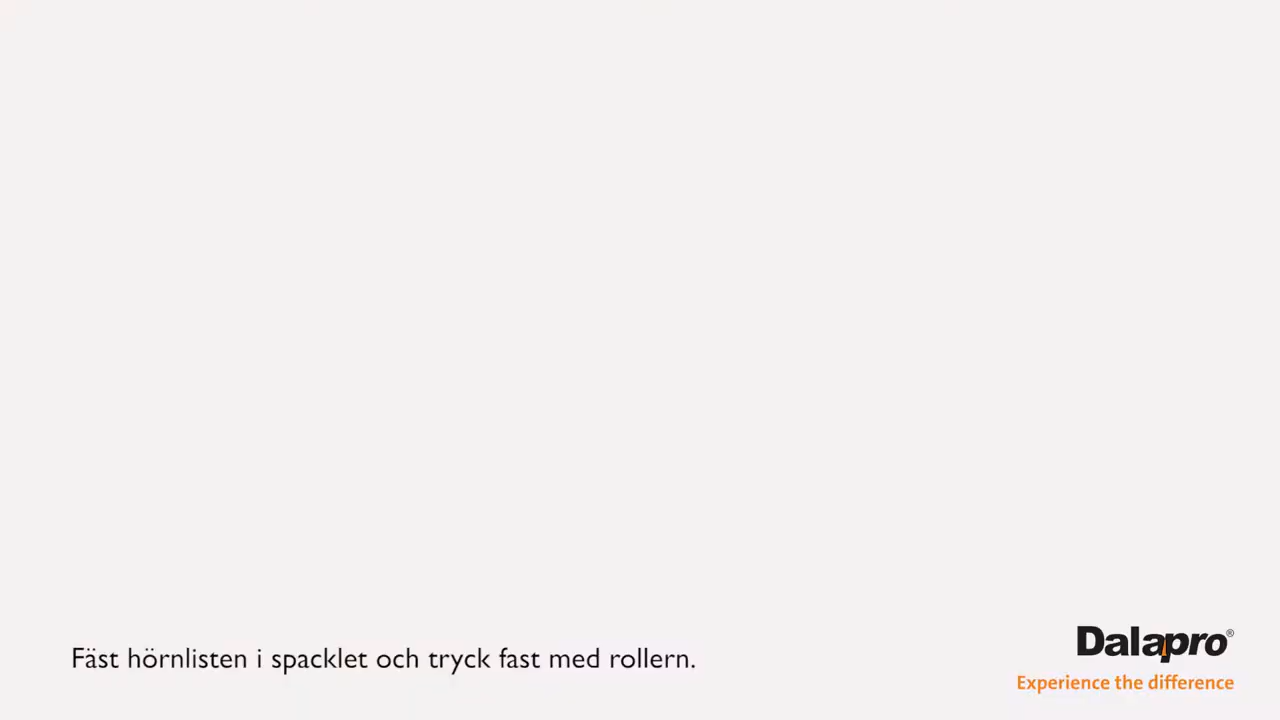 Fäst hörnlisten i spacklet och tryck fast med rollern.
Dalapro®
Experience the difference